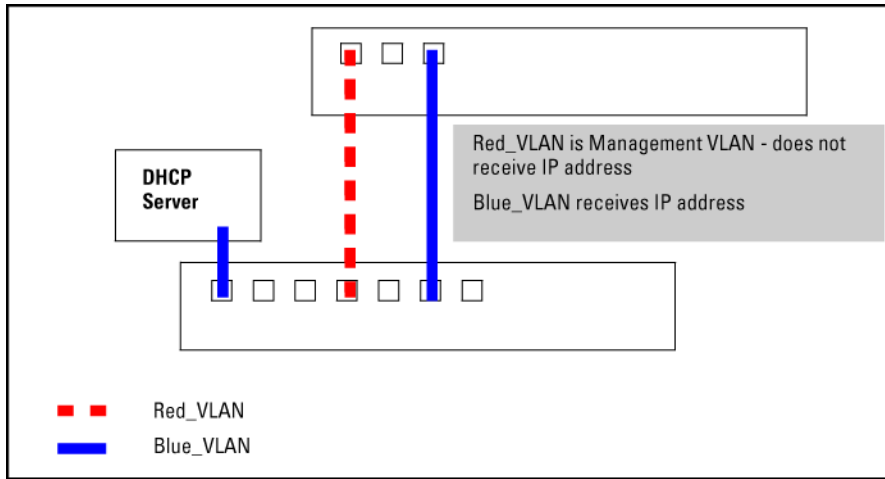 Red_VLAN is Management VLAN - does not
receive IP address
Blue_VLAN receives IP address
DHCP
Server
Red_VLAN
Blue_VLAN